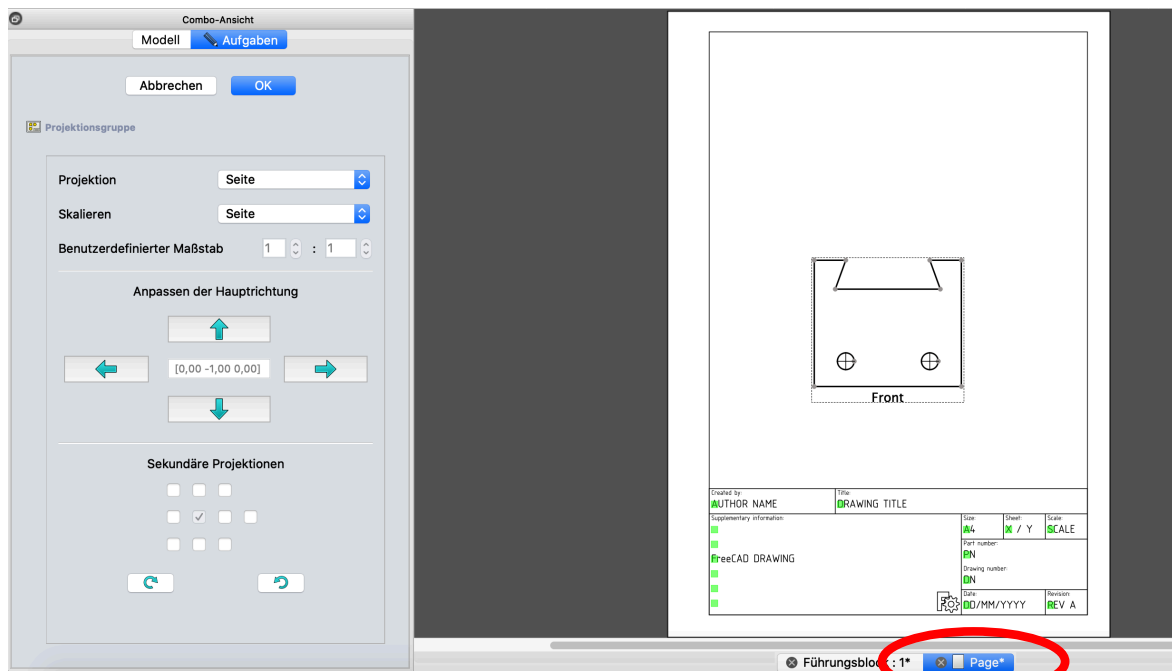 Combo-Ansicht
Modell Aufgaben
Abbrechen OK
Projektionsgruppe
Projektion Seite
Skalieren Seite
Benutzerdefinierter Maßstab 1 : 1
Anpassen der Hauptrichtung
[0,00 -1,00 0,00]
Sekundäre Projektionen
Front
Created by: Title:
AUTHOR NAME DRAWING TITLE
Supplementary information: Size: Sheet: Scale:
A4 X / Y SCALE
Part number:
PN
FreeCAD DRAWING
Drawing number:
DN
Date: Revision:
DD/MM/YYYY REV A
Führungsblock : 1* Page*